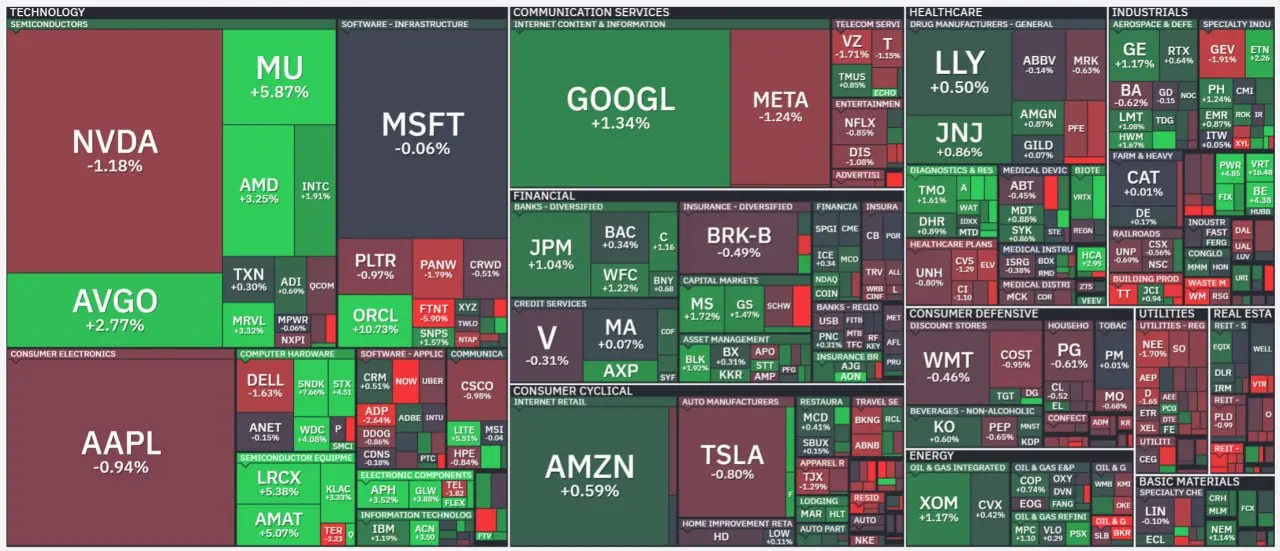 TECHNOLOGY
SEMICONDUCTORS
NVDA
-1.18%
MU
+5.87%
AMD
+3.25%
INTC
+1.91%
AVGO
+2.77%
TXN
+0.30%
ADI
+0.69%
QCOM
MRVL
+3.32%
MPWR
-0.06%
NXPI
SOFTWARE - INFRASTRUCTURE
MSFT
-0.06%
PLTR
-0.97%
PANW
-1.79%
CRWD
-0.51%
ORCL
+10.73%
FTNT
-5.90%
XYZ
TWLO
SNPS
+1.57%
NTAP
CONSUMER ELECTRONICS
AAPL
-0.94%
COMPUTER HARDWARE
DELL
-1.63%
SNDK
+7.66%
STX
+4.51
ANET
-0.15%
WDC
+4.08%
P
SMCI
SEMICONDUCTOR EQUIPME
LRCX
+5.38%
KLAC
+3.33%
AMAT
+5.07%
TER
-3.23
Q
SOFTWARE - APPLIC
CRM
+0.51%
NOW
UBER
ADP
-2.64%
DDOG
-0.86%
ADBE
INTU
CDNS
-0.18%
PTC
COMMUNICA
CSCO
-0.98%
LITE
+5.51%
MSI
-0.04
HPE
-0.84%
ELECTRONIC COMPONENTS
APH
+3.52%
GLW
+3.88%
TEL
-1.82
FLEX
INFORMATION TECHNOLOG
IBM
+1.19%
ACN
+3.50
FTV
COMMUNICATION SERVICES
INTERNET CONTENT & INFORMATION
GOOGL
+1.34%
META
-1.24%
TELECOM SERVI
VZ
-1.71%
T
-1.15%
TMUS
+0.85%
ECHO
ENTERTAINMEN
NFLX
-0.85%
DIS
-1.08%
ADVERTISI
FINANCIAL
BANKS - DIVERSIFIED
JPM
+1.04%
BAC
+0.34%
C
+1.16
WFC
+1.22%
BNY
+0.68
CREDIT SERVICES
V
-0.31%
MA
+0.07%
COF
AXP
SYF
INSURANCE - DIVERSIFIED
BRK-B
-0.49%
CAPITAL MARKETS
MS
+1.72%
GS
+1.47%
SCHW
ASSET MANAGEMENT
BLK
+1.92%
BX
+0.31%
APO
STT
KKR
AMP
PFG
FINANCIA
SPGI
CME
ICE
+0.34
MCO
NDAQ
COIN
INSURA
CB
PGR
TRV
ALL
WRB
L
CINF
BANKS - REGIO
USB
FITB
MTB
PNC
+0.31%
RF
TFC
KEY
MET
AFL
PRU
INSURANCE BR
AJG
AON
CONSUMER CYCLICAL
INTERNET RETAIL
AMZN
+0.59%
AUTO MANUFACTURERS
TSLA
-0.80%
F
HOME IMPROVEMENT RETA
HD
LOW
+0.11%
RESTAURA
MCD
+0.41%
SBUX
+0.15%
APPAREL R
TJX
-1.29%
LODGING
MAR
HLT
AUTO PART
TRAVEL SE
BKNG
RCL
ABNB
RESID
AUTO
NKE
HEALTHCARE
DRUG MANUFACTURERS - GENERAL
LLY
+0.50%
JNJ
+0.86%
ABBV
-0.14%
MRK
-0.63%
AMGN
+0.87%
PFE
GILD
+0.07%
DIAGNOSTICS & RES
TMO
+1.61%
A
WAT
DHR
+0.89%
IDXX
MTD
HEALTHCARE PLANS
UNH
-0.80%
CVS
-1.29
ELV
CI
-1.10
MEDICAL DEVIC
ABT
-0.45%
MDT
+0.88%
SYK
+0.86%
STE
BIOTE
VRTX
REGN
MEDICAL INSTRU
ISRG
-0.38%
BDX
RMD
MEDICAL DISTRI
MCK
COR
HCA
+2.95
ZTS
VEEV
CONSUMER DEFENSIVE
DISCOUNT STORES
WMT
-0.46%
COST
-0.95%
TGT
DG
HOUSEHO
PG
-0.61%
CL
-0.52
EL
TOBAC
PM
+0.01%
MO
-0.68%
BEVERAGES - NON-ALCOHOLIC
KO
+0.60%
PEP
-0.65%
MNST
KDP
CONFECT
ADM
KR
ENERGY
OIL & GAS INTEGRATED
XOM
+1.17%
CVX
+0.42%
OIL & GAS E&P
COP
+0.74%
OXY
DVN
EOG
FANG
OIL & GAS REFINI
MPC
+1.10
VLO
+0.29
PSX
OIL & G
WMB
KMI
OKE
OIL & G
SLB
BKR
INDUSTRIALS
AEROSPACE & DEFE
GE
+1.17%
RTX
+0.64%
BA
-0.62%
GD
-0.15
NOC
LMT
+1.08%
TDG
HWM
+1.67%
SPECIALTY INDU
GEV
-1.91%
ETN
+2.26
PH
+1.24%
CMI
EMR
+0.87%
ROK
IR
ITW
+0.05%
XYL
FARM & HEAVY
CAT
+0.01%
DE
+0.17%
PWR
+4.85
VRT
+16.48
FIX
BE
+4.38
HUBB
RAILROADS
UNP
-0.69%
CSX
-0.56%
NSC
BUILDING PROD
TT
JCI
+0.94
INDUSTR
FAST
FERG
CONGLO
MMM
HON
WASTE M
WM
RSG
DAL
UAL
LUV
URI
UTILITIES
UTILITIES - REG
NEE
-1.70%
SO
AEP
D
-1.65
AEE
PCG
ETR
DTE
XEL
FE
UTILITI
CEG
REAL ESTA
REIT - S
EQIX
WELL
DLR
IRM
VTR
REIT -
PLD
-0.99
REIT -
BASIC MATERIALS
SPECIALTY CHE
LIN
-0.10%
ECL
CRH
MLM
FCX
NEM
+1.14%